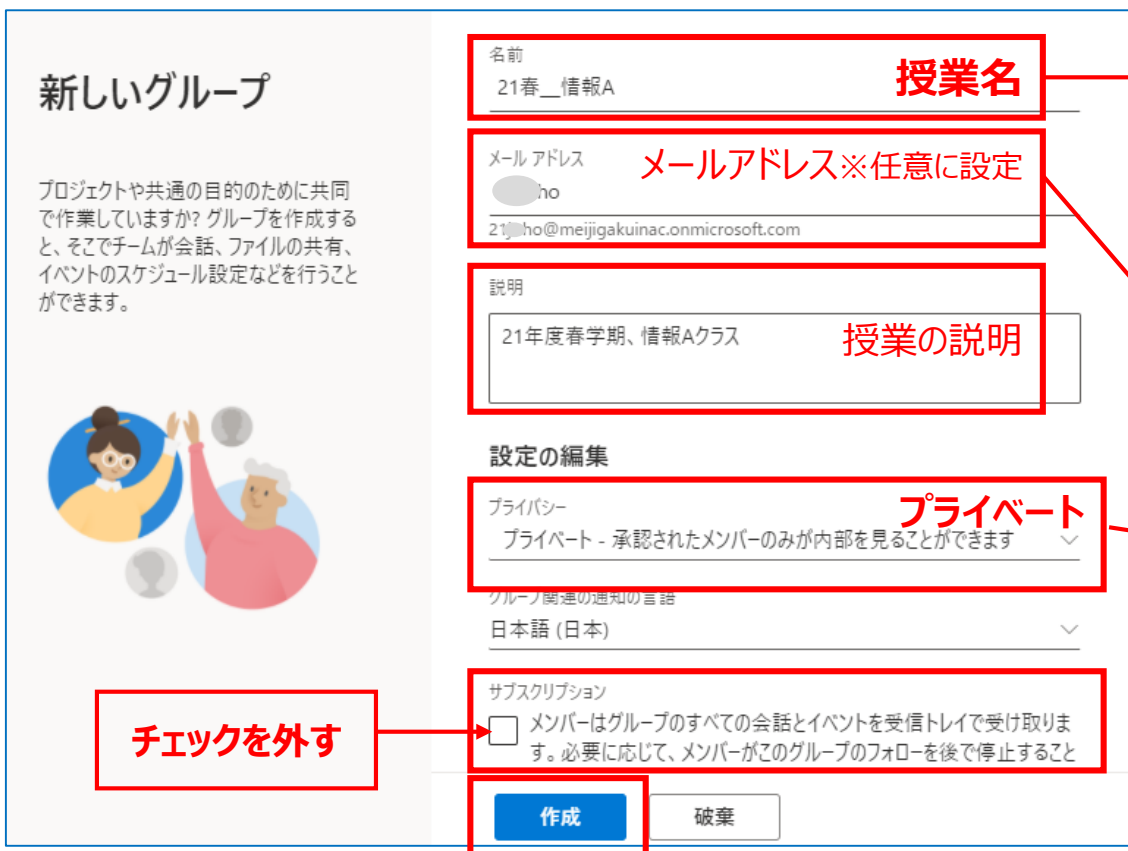 新しいグループ
プロジェクトや共通の目的のために共同
で作業していますか? グループを作成する
と、そこでチームが会話、ファイルの共有、
イベントのスケジュール設定などを行うこと
ができます。
名前
21春__情報A
授業名
メール アドレス
メールアドレス※任意に設定
ho
21j ho@meijigakuinac.onmicrosoft.com
説明
21年度春学期、情報Aクラス
授業の説明
設定の編集
プライバシー
プライベート
プライベート - 承認されたメンバーのみが内部を見ることができます
グループ関連の通知の言語
日本語 (日本)
サブスクリプション
チェックを外す
メンバーはグループのすべての会話とイベントを受信トレイで受け取りま
す。必要に応じて、メンバーがこのグループのフォローを後で停止すること
作成
破棄